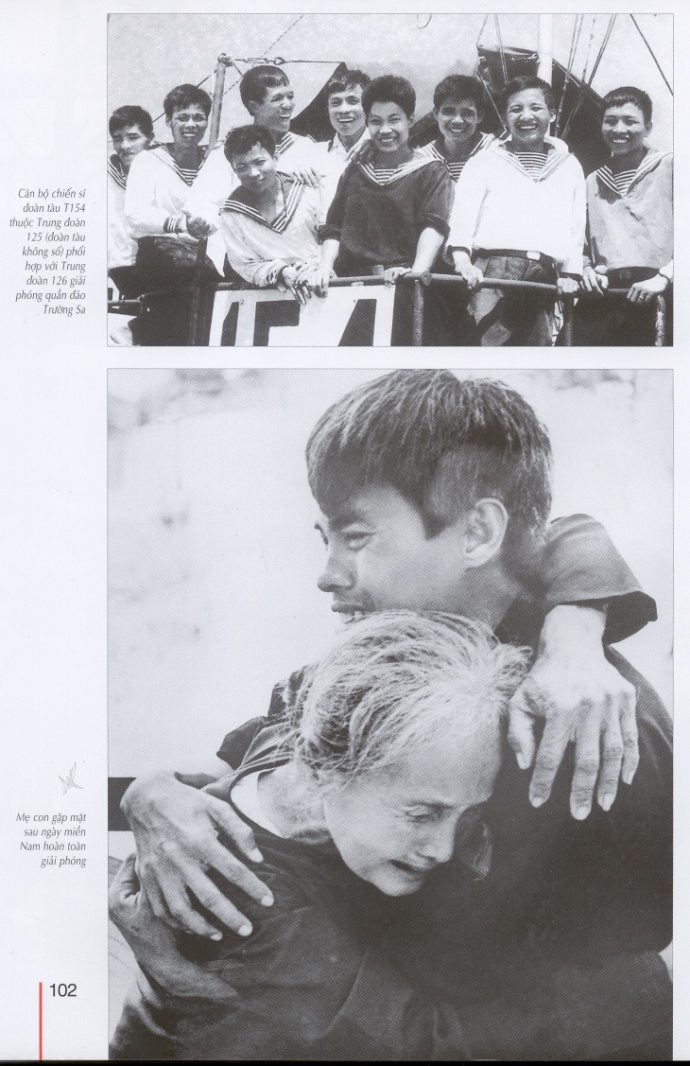 Cán bộ chiến sĩ
đoàn tàu T154
thuộc Trung đoàn
125 (đoàn tàu
không số) phối
hợp với Trung
đoàn 126 giải
phóng quần đảo
Trường Sa
Mẹ con gặp mặt
sau ngày miền
Nam hoàn toàn
giải phóng
102